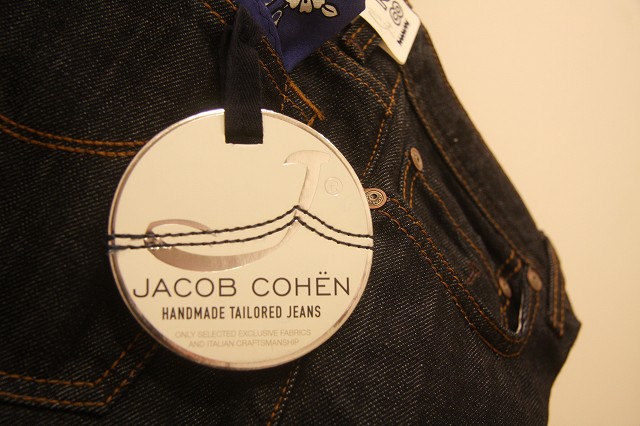 JACOB COHËN
HANDMADE TAILORED JEANS
ONLY SELECTED EXCLUSIVE FABRICS
AND ITALIAN CRAFTSMANSHIP